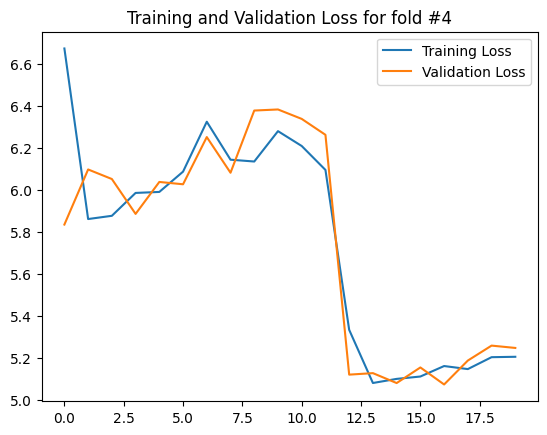 Training and Validation Loss for fold #4
Training Loss
Validation Loss
6.6
6.4
6.2
6.0
5.8
5.6
5.4
5.2
5.0
0.0 2.5 5.0 7.5 10.0 12.5 15.0 17.5